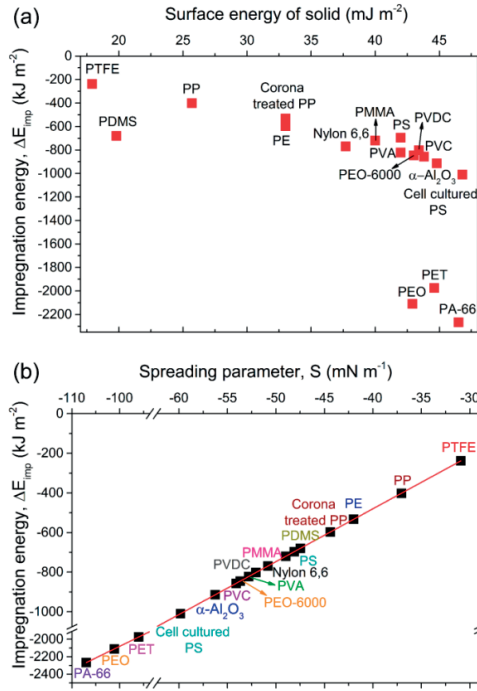 (a)
Surface energy of solid (mJ m⁻²)
20 25 30 35 40 45
Impregnation energy, ΔE_imp (kJ m⁻²)
0
-200
-400
-600
-800
-1000
-1200
-1400
-1600
-1800
-2000
-2200
PTFE
PP
PDMS
Corona
treated PP
PE
Nylon 6,6
PMMA
PS
PVDC
PVA
PVC
PEO-6000
α-Al₂O₃
Cell cultured
PS
PET
PEO
PA-66
(b)
Spreading parameter, S (mN m⁻¹)
-110 -100 -60 -55 -50 -45 -40 -35 -30
Impregnation energy, ΔE_imp (kJ m⁻²)
0
-200
-400
-600
-800
-1000
-2000
-2200
-2400
PTFE
PP
PE
Corona
treated PP
PDMS
PS
PMMA
Nylon 6,6
PVDC
PVA
PVC
PEO-6000
α-Al₂O₃
Cell cultured
PS
PET
PEO
PA-66